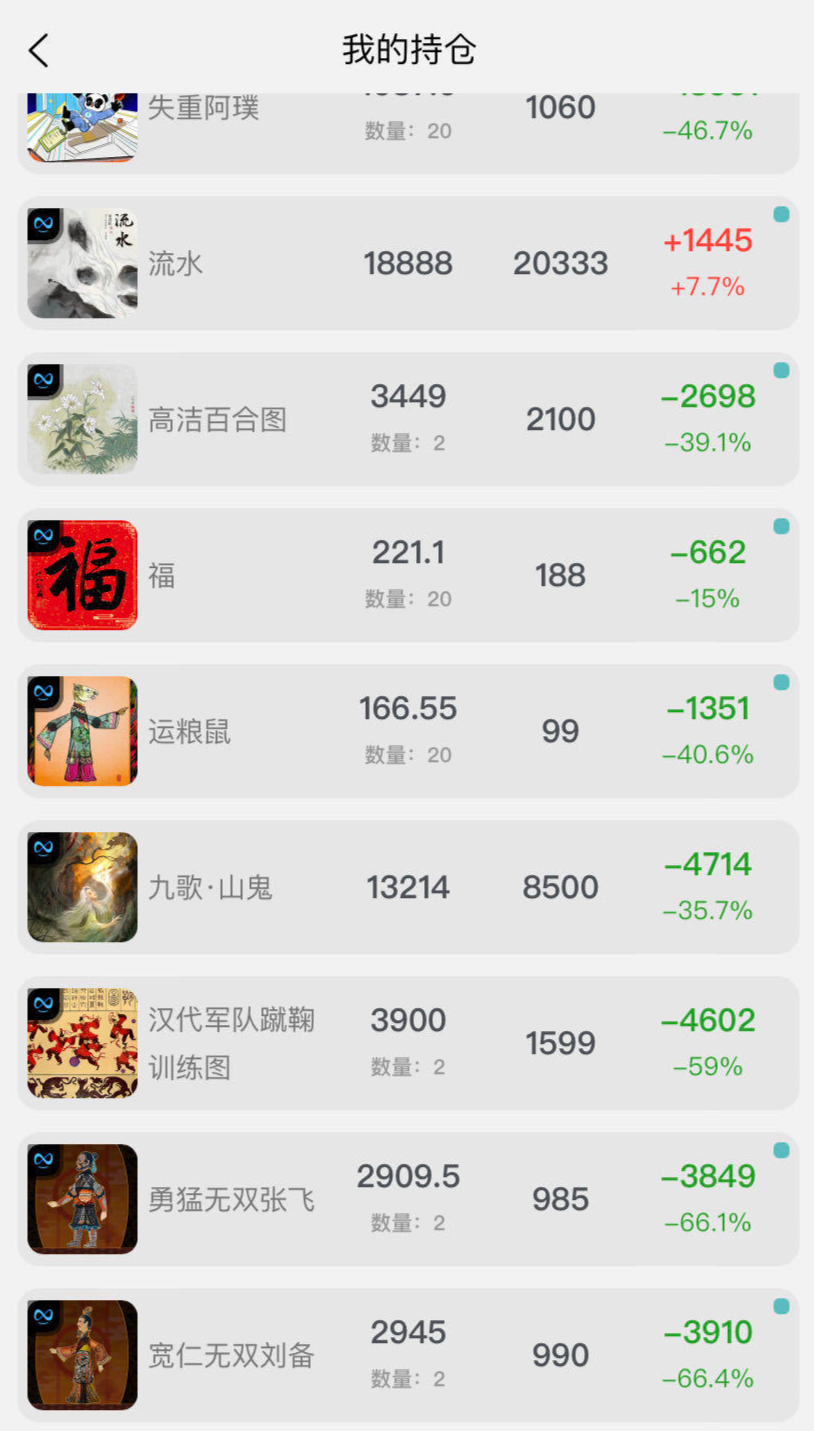 我的持仓
失重阿璞
1060
数量：20
-46.7%
流水
流水
18888
20333
+1445
+7.7%
高洁百合图
3449
数量：2
2100
-2698
-39.1%
福
福
221.1
数量：20
188
-662
-15%
运粮鼠
166.55
数量：20
99
-1351
-40.6%
九歌·山鬼
13214
8500
-4714
-35.7%
汉代军队蹴鞠
训练图
3900
数量：2
1599
-4602
-59%
勇猛无双张飞
2909.5
数量：2
985
-3849
-66.1%
宽仁无双刘备
2945
数量：2
990
-3910
-66.4%